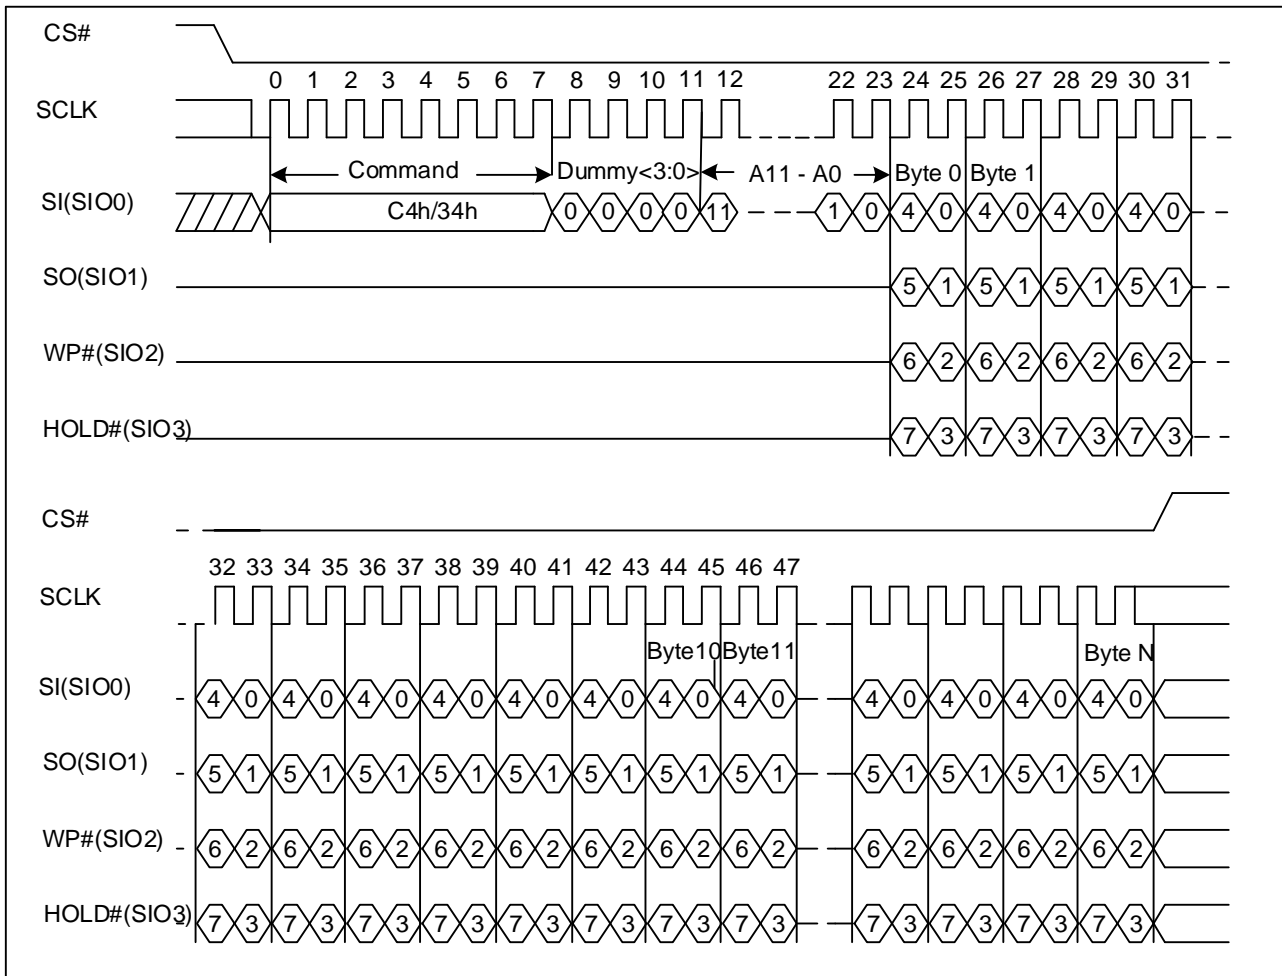 CS#
0 1 2 3 4 5 6 7 8 9 10 11 12 22 23 24 25 26 27 28 29 30 31
SCLK
Command Dummy<3:0> A11 - A0 Byte 0 Byte 1
SI(SIO0) C4h/34h 0 0 0 0 11 1 0 4 0 4 0 4 0 4 0
SO(SIO1) 5 1 5 1 5 1 5 1
WP#(SIO2) 6 2 6 2 6 2 6 2
HOLD#(SIO3) 7 3 7 3 7 3 7 3
CS#
32 33 34 35 36 37 38 39 40 41 42 43 44 45 46 47
SCLK
Byte10 Byte11 Byte N
SI(SIO0) 4 0 4 0 4 0 4 0 4 0 4 0 4 0 4 0 4 0 4 0 4 0 4 0
SO(SIO1) 5 1 5 1 5 1 5 1 5 1 5 1 5 1 5 1 5 1 5 1 5 1 5 1
WP#(SIO2) 6 2 6 2 6 2 6 2 6 2 6 2 6 2 6 2 6 2 6 2 6 2 6 2
HOLD#(SIO3) 7 3 7 3 7 3 7 3 7 3 7 3 7 3 7 3 7 3 7 3 7 3 7 3